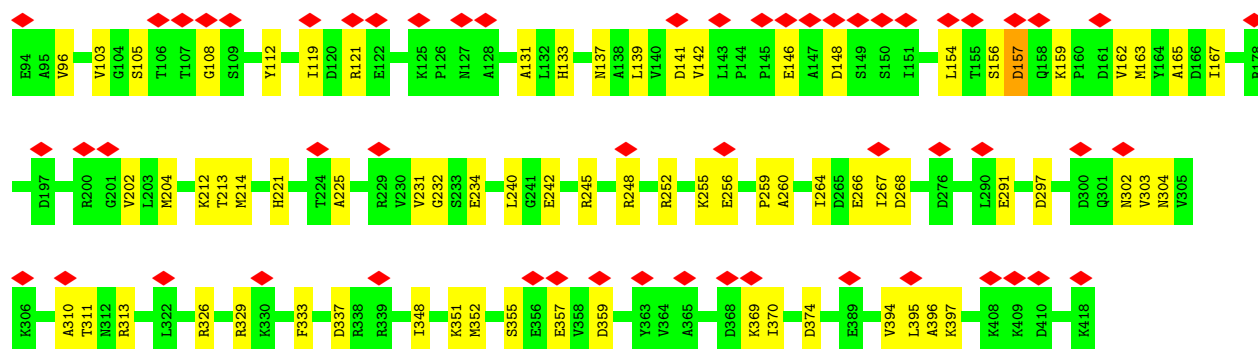 E94 A95 V96 V103 G104 S105 T106 T107 G108 S109 Y112 I119 D120 R121 E122 K125 P126 N127 A128 A131 L132 H133 N137 A138 L139 V140 D141 V142 L143 P144 P145 E146 A147 D148 S149 S150 I151 L154 T155 S156 D157 Q158 K159 P160 D161 V162 M163 Y164 A165 D166 I167
D197 R200 G201 V202 L203 M204 K212 T213 M214 H221 T224 A225 R229 V230 V231 G232 S233 E234 L240 G241 E242 R245 R248 R252 K255 E256 P259 A260 I264 D265 E266 I267 D268 D276 L290 E291 D297 D300 Q301 N302 V303 N304 V305
K306 A310 T311 N312 R313 L322 R326 R329 K330 F333 D337 R338 R339 I348 K351 M352 S355 E356 E357 V358 D359 Y363 V364 A365 D368 K369 I370 D374 E389 V394 L395 A396 K397 K408 K409 D410 K418